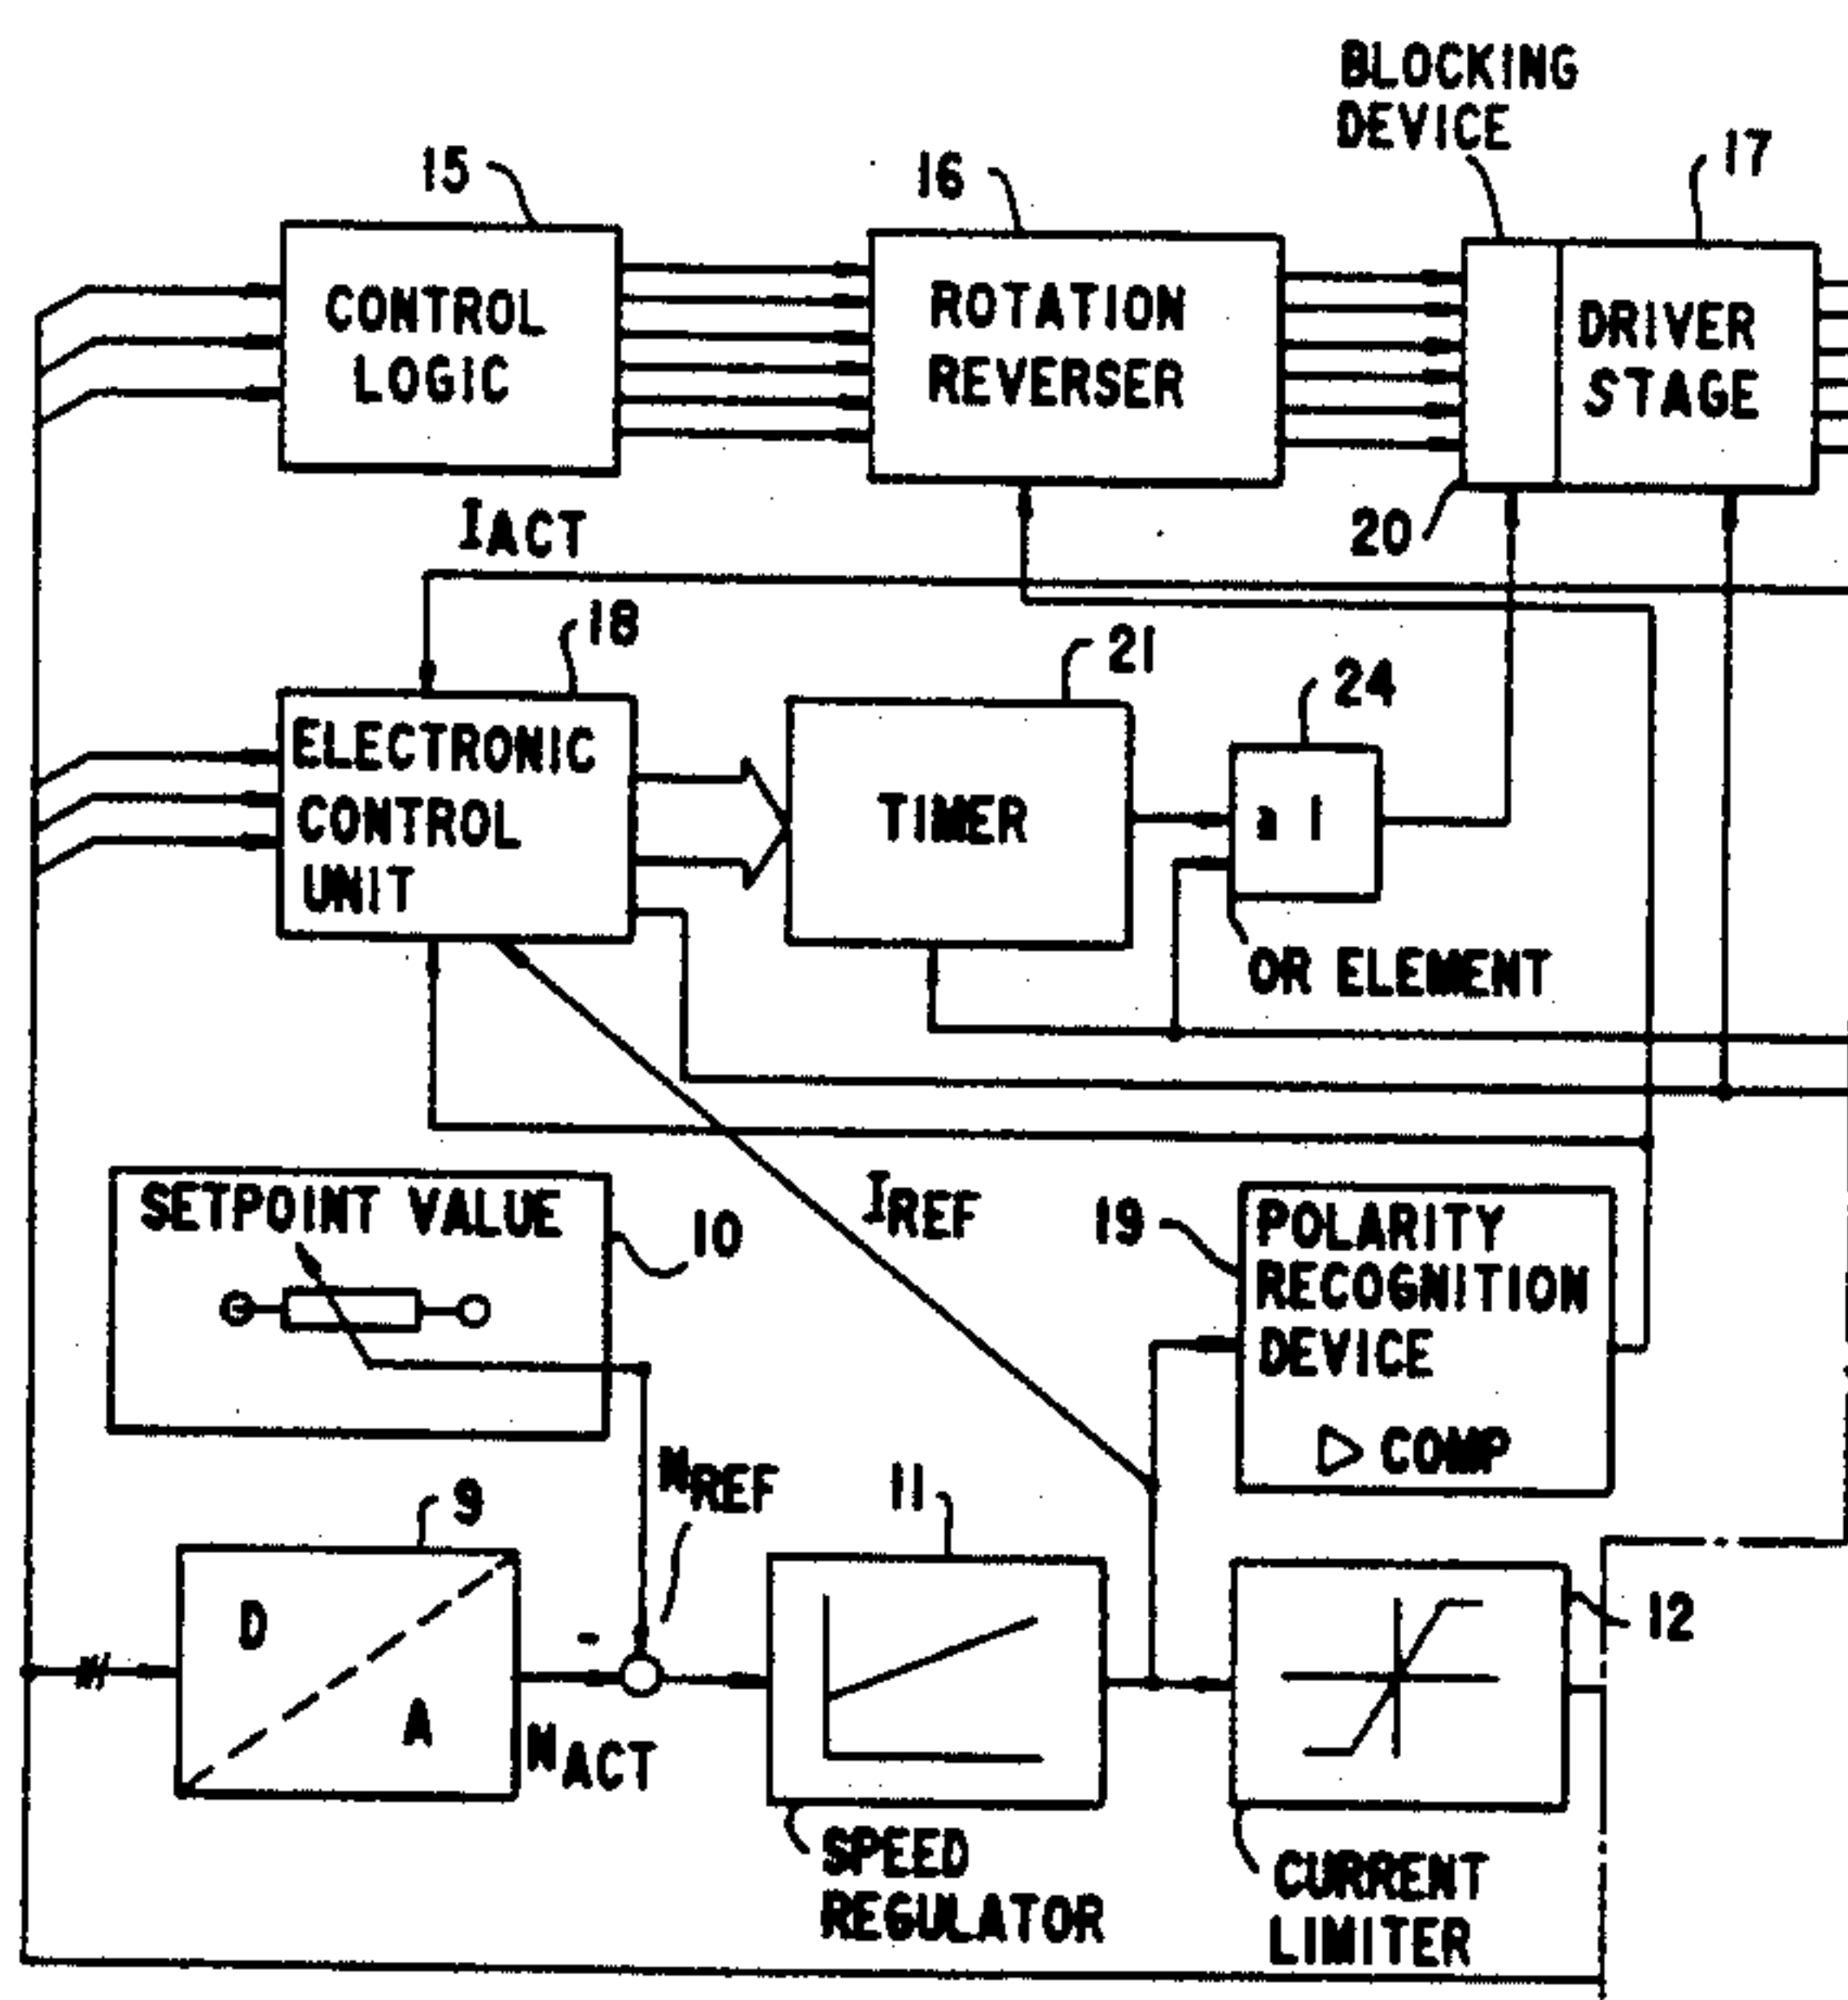 BLOCKING
DEVICE
15
16
17
CONTROL
LOGIC
ROTATION
REVERSER
DRIVER
STAGE
20
IACT
18
21
24
ELECTRONIC
CONTROL
UNIT
TIMER
OR ELEMENT
SETPOINT VALUE
10
IREF
19
POLARITY
RECOGNITION
DEVICE
COMP
NREF
9
11
12
D
A
-
NACT
SPEED
REGULATOR
CURRENT
LIMITER